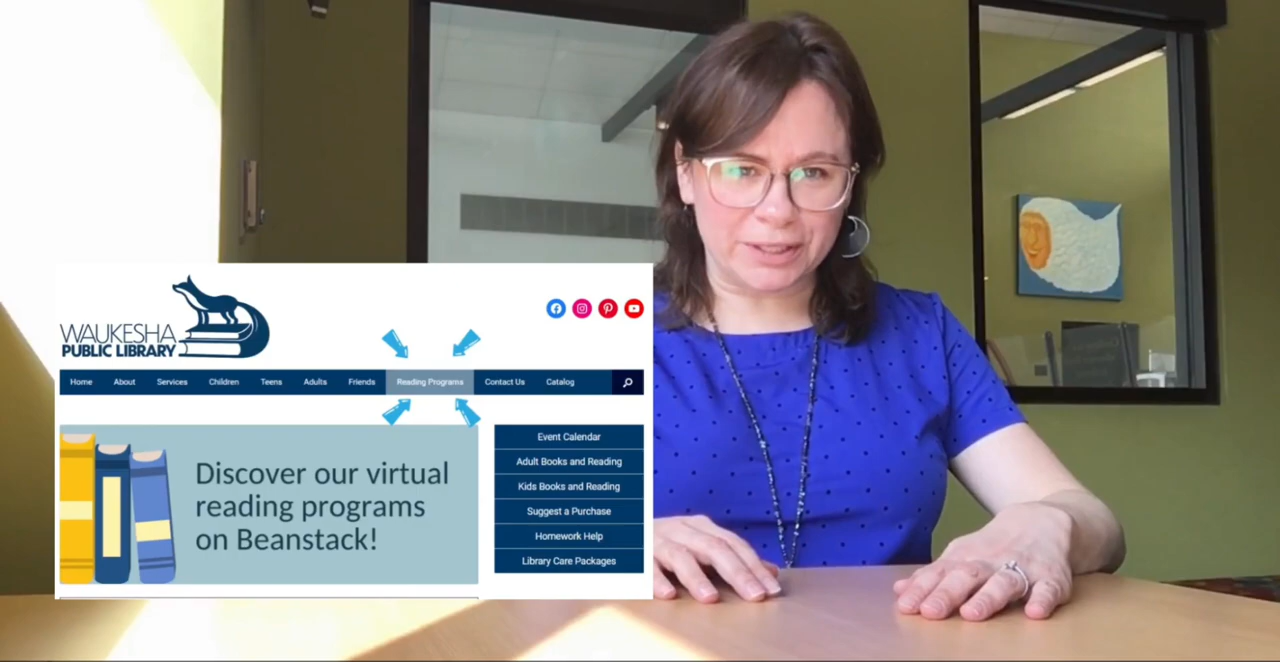 WAUKESHA
PUBLIC LIBRARY
Home About Services Children Teens Adults Friends Reading Programs Contact Us Catalog
Discover our virtual
reading programs
on Beanstack!
Event Calendar
Adult Books and Reading
Kids Books and Reading
Suggest a Purchase
Homework Help
Library Care Packages